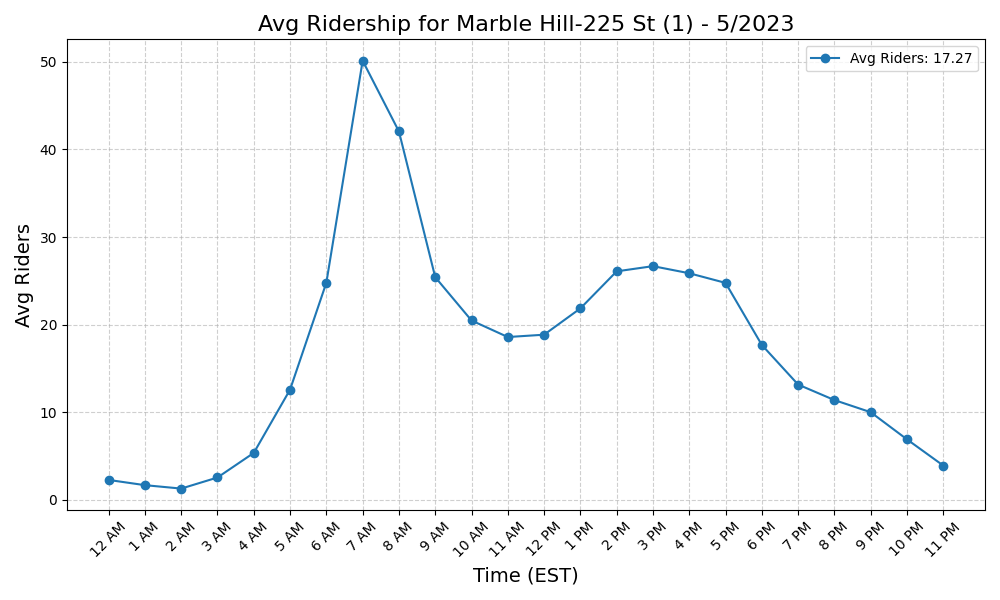 Avg Ridership for Marble Hill-225 St (1) - 5/2023
Avg Riders: 17.27
Avg Riders
50
40
30
20
10
0
12 AM
1 AM
2 AM
3 AM
4 AM
5 AM
6 AM
7 AM
8 AM
9 AM
10 AM
11 AM
12 PM
1 PM
2 PM
3 PM
4 PM
5 PM
6 PM
7 PM
8 PM
9 PM
10 PM
11 PM
Time (EST)